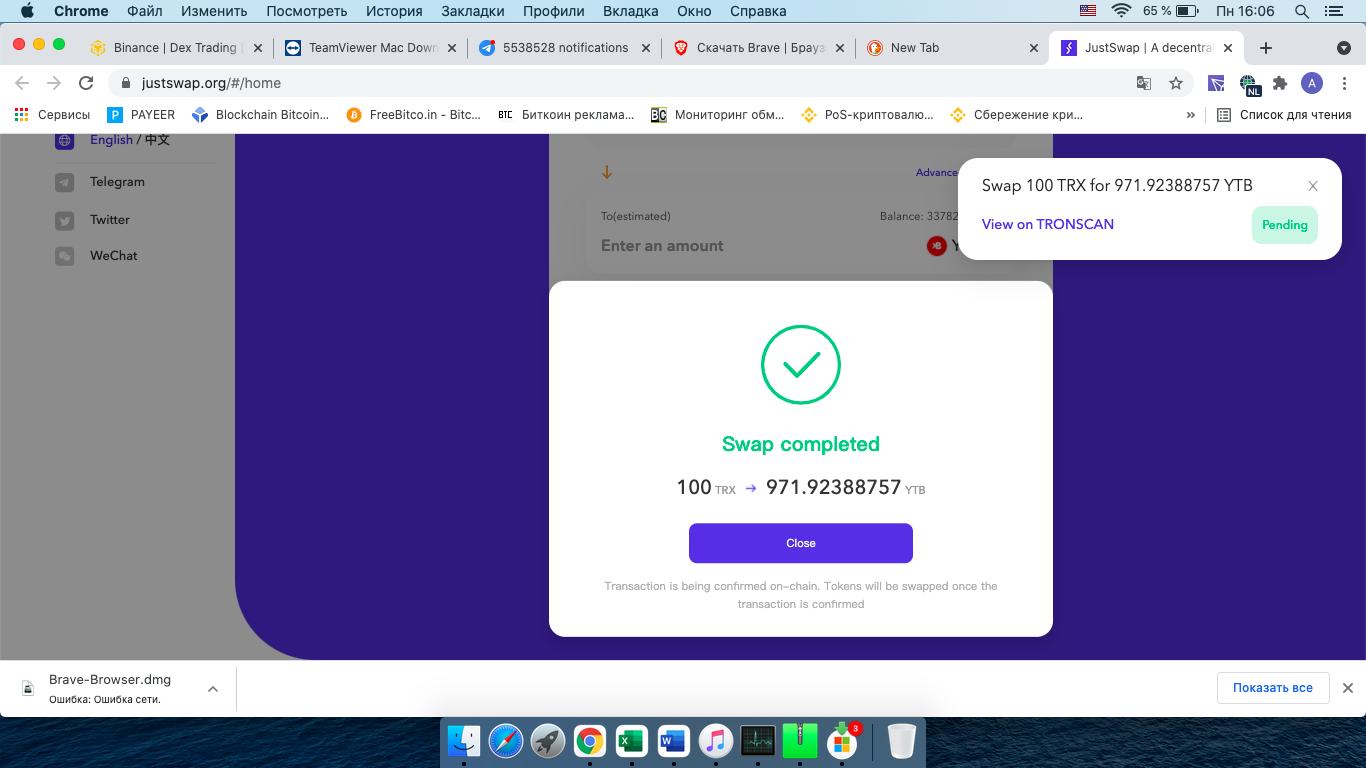 Chrome Файл Изменить Посмотреть История Закладки Профили Вкладка Окно Справка 65 % Пн 16:06
Binance | Dex Trading | TeamViewer Mac Down 5538528 notifications Скачать Brave | Брауз New Tab JustSwap | A decentral
justswap.org/#/home NL A
Сервисы PAYEER Blockchain Bitcoin... FreeBitco.in - Bitc... Биткоин реклама... Мониторинг обм... PoS-криптовалю... Сбережение кри... » Список для чтения
English / 中文
Telegram
Twitter
WeChat
Advance
To(estimated) Balance: 33782
Enter an amount Y
Swap 100 TRX for 971.92388757 YTB
View on TRONSCAN Pending
Swap completed
100 TRX → 971.92388757 YTB
Close
Transaction is being confirmed on-chain. Tokens will be swapped once the
transaction is confirmed
Brave-Browser.dmg
Ошибка: Ошибка сети.
Показать все
3